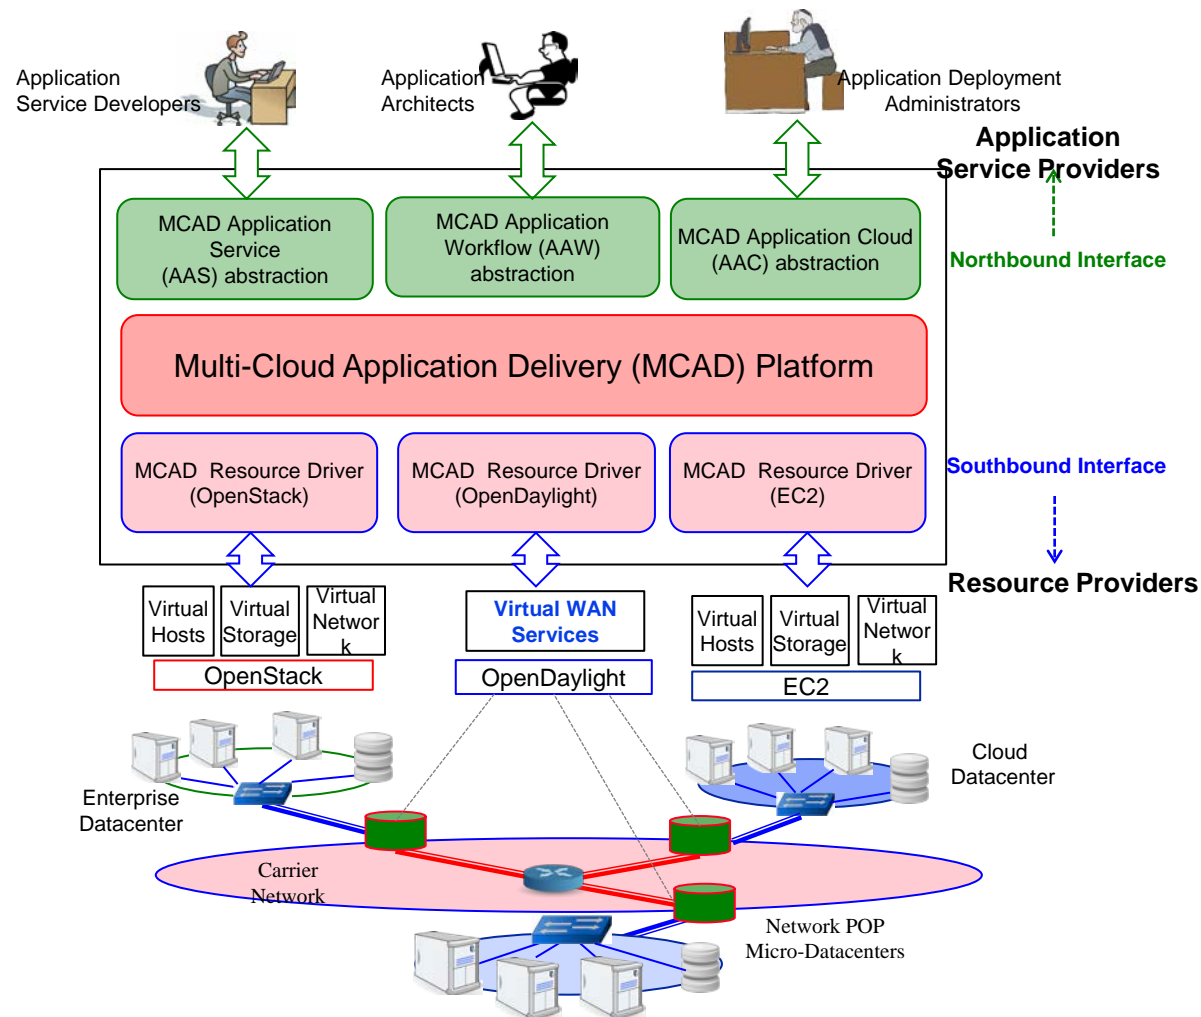 Application
Service Developers
Application
Architects
Application Deployment
Administrators
Application
Service Providers
MCAD Application
Service
(AAS) abstraction
MCAD Application
Workflow (AAW)
abstraction
MCAD Application Cloud
(AAC) abstraction
Northbound Interface
Multi-Cloud Application Delivery (MCAD) Platform
MCAD Resource Driver
(OpenStack)
MCAD Resource Driver
(OpenDaylight)
MCAD Resource Driver
(EC2)
Southbound Interface
Resource Providers
Virtual
Hosts
Virtual
Storage
Virtual
Networ
k
Virtual WAN
Services
Virtual
Hosts
Virtual
Storage
Virtual
Networ
k
OpenStack
OpenDaylight
EC2
Enterprise
Datacenter
Cloud
Datacenter
Carrier
Network
Network POP
Micro-Datacenters